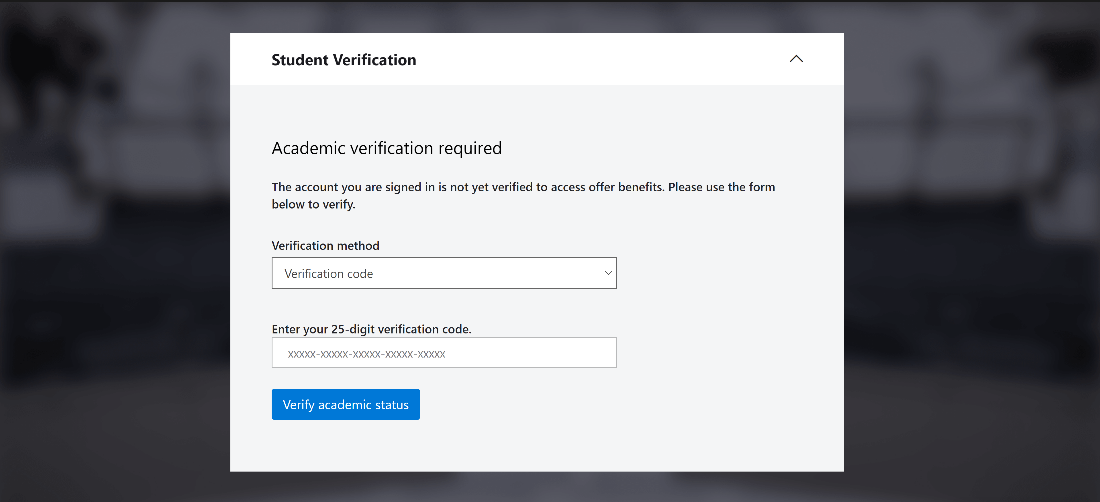 Student Verification
Academic verification required
The account you are signed in is not yet verified to access offer benefits. Please use the form
below to verify.
Verification method
Verification code
Enter your 25-digit verification code.
xxxxx-xxxxx-xxxxx-xxxxx-xxxxx
Verify academic status